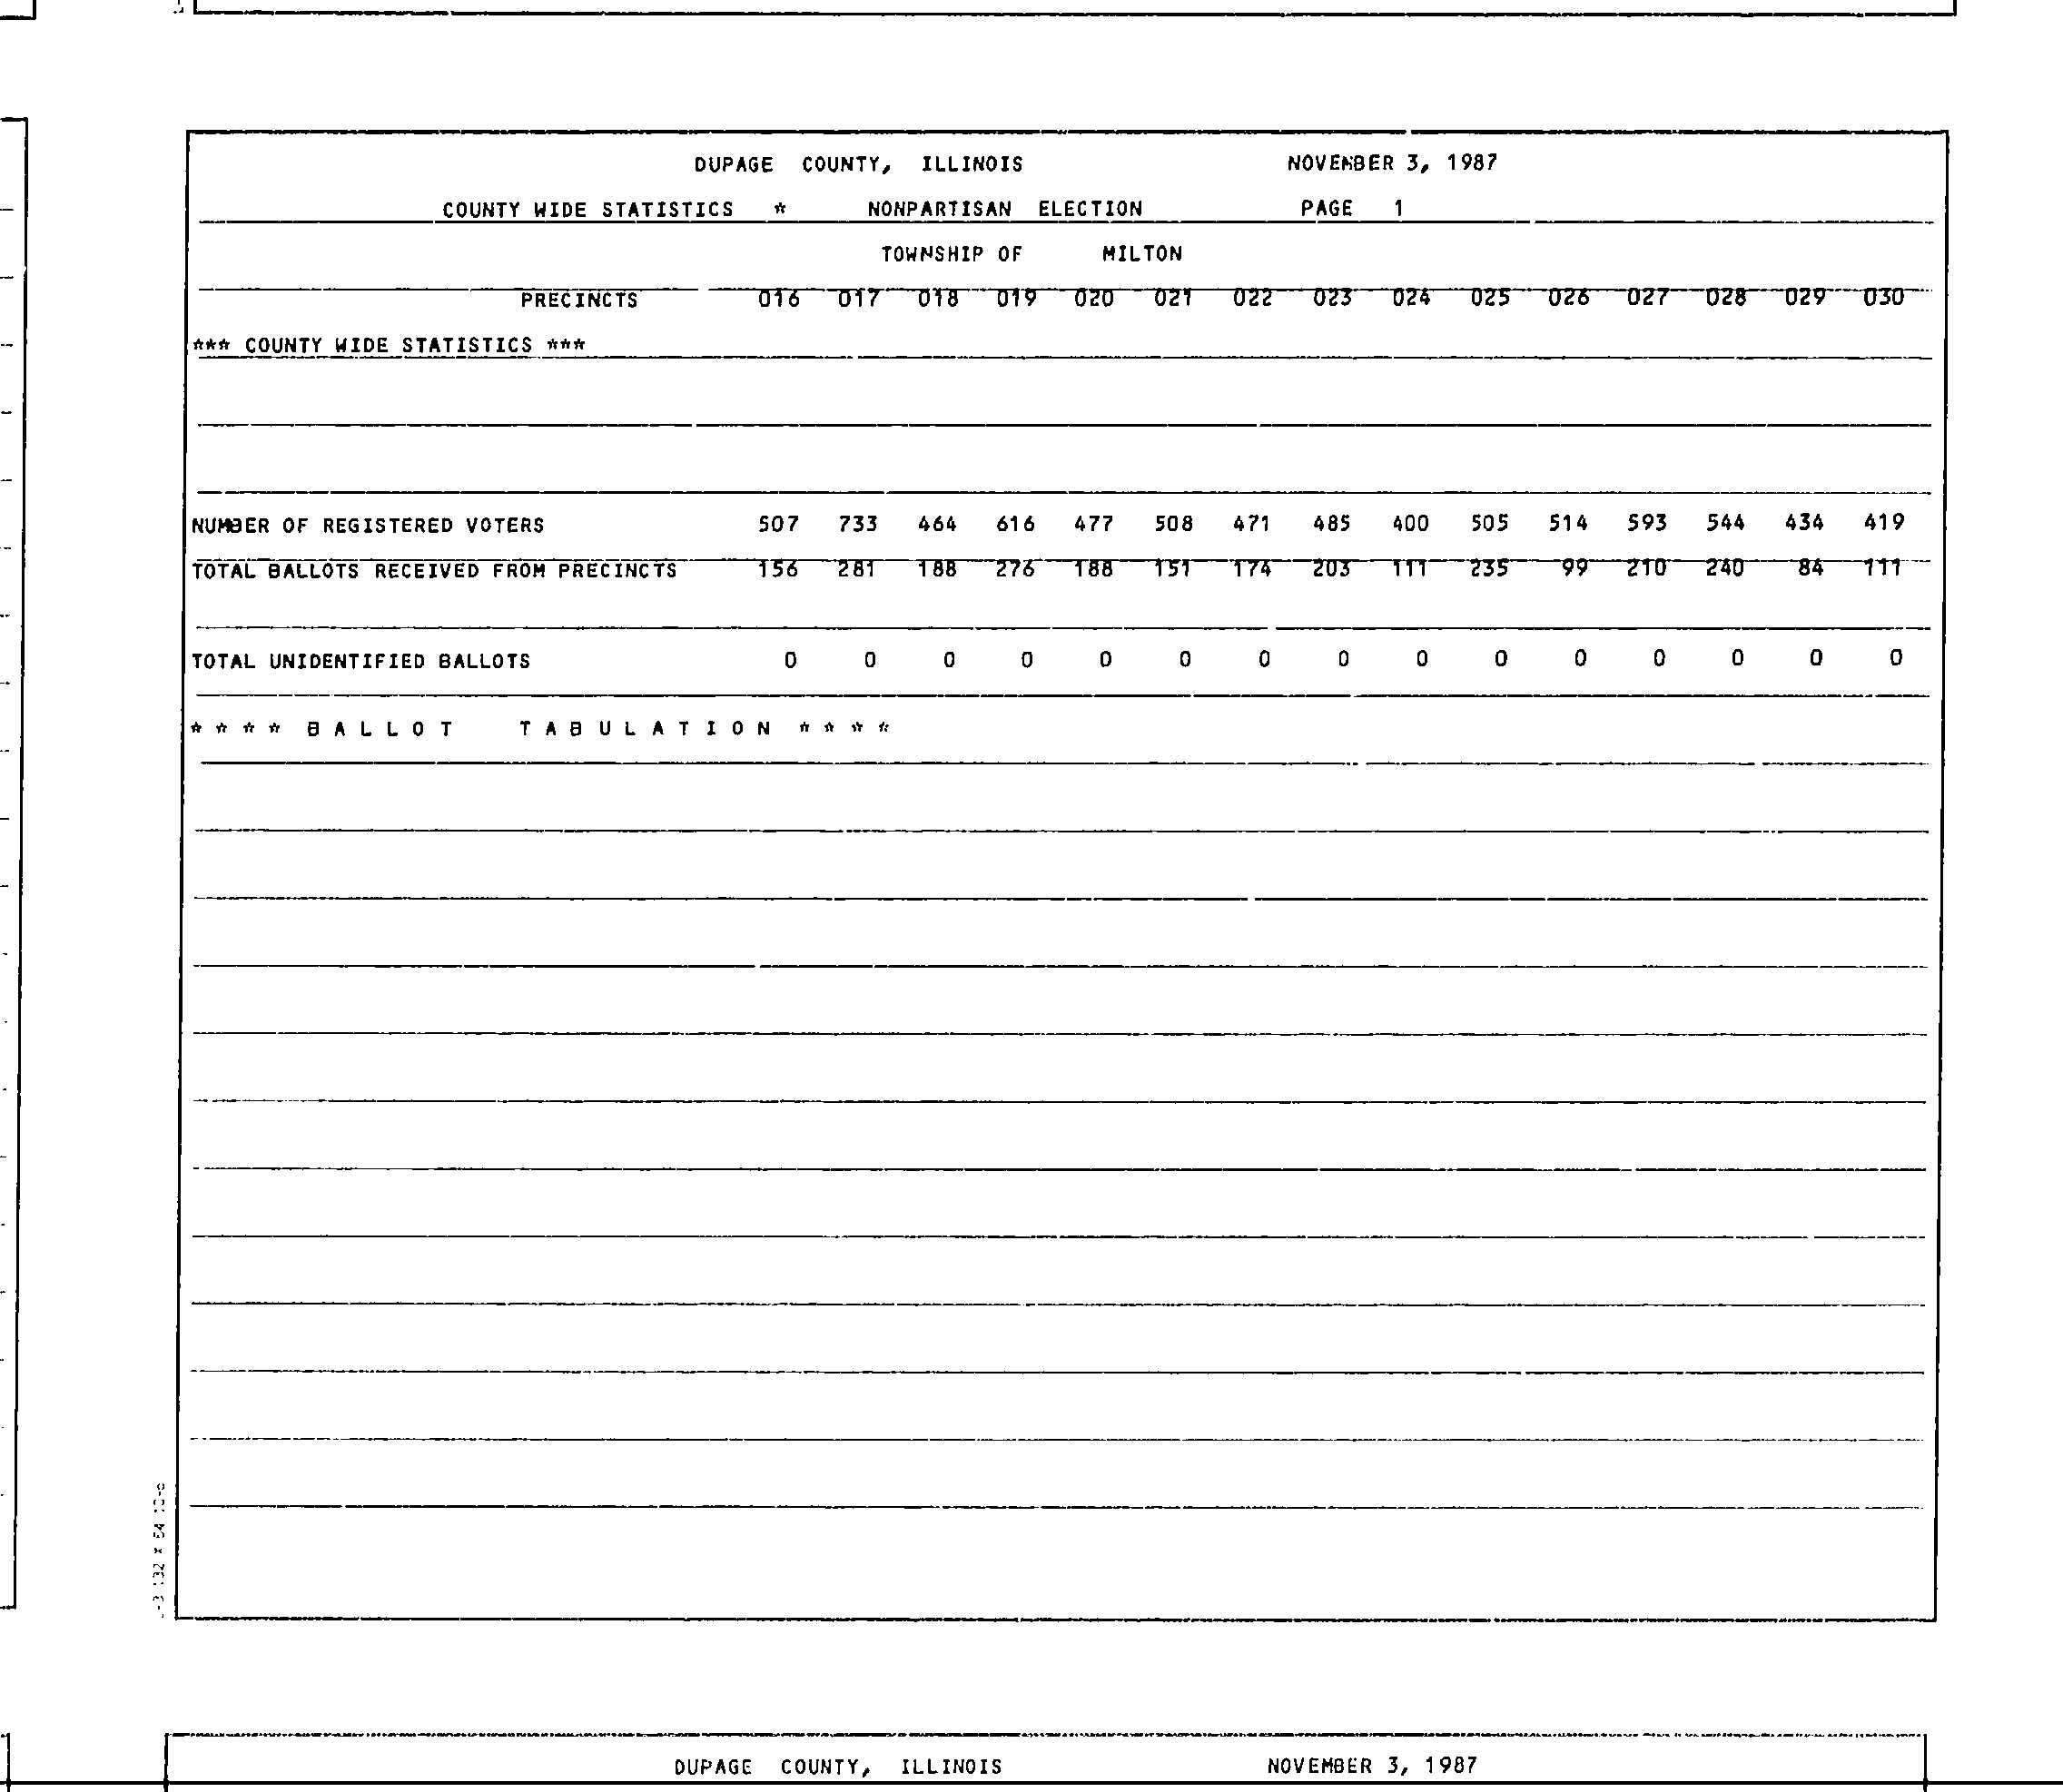 DUPAGE COUNTY, ILLINOIS NOVEMBER 3, 1987
COUNTY WIDE STATISTICS * NONPARTISAN ELECTION PAGE 1
TOWNSHIP OF MILTON
PRECINCTS 016 017 018 019 020 021 022 023 024 025 026 027 028 029 030
*** COUNTY WIDE STATISTICS ***
NUMBER OF REGISTERED VOTERS 507 733 464 616 477 508 471 485 400 505 514 593 544 434 419
TOTAL BALLOTS RECEIVED FROM PRECINCTS 156 281 188 276 188 151 174 203 111 235 99 210 240 84 111
TOTAL UNIDENTIFIED BALLOTS 0 0 0 0 0 0 0 0 0 0 0 0 0 0 0
* * * * B A L L O T T A B U L A T I O N * * * *
DUPAGE COUNTY, ILLINOIS NOVEMBER 3, 1987